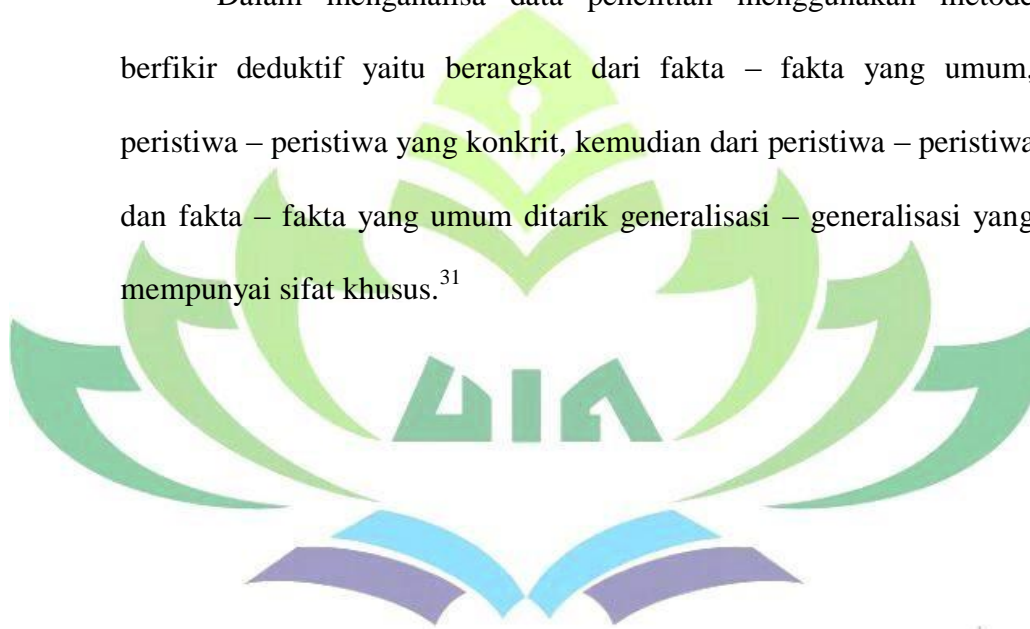 Dalam menganalisa data penelitian menggunakan metode
berfikir deduktif yaitu berangkat dari fakta – fakta yang umum,
peristiwa – peristiwa yang konkrit, kemudian dari peristiwa – peristiwa
dan fakta – fakta yang umum ditarik generalisasi – generalisasi yang
mempunyai sifat khusus.31
UIN